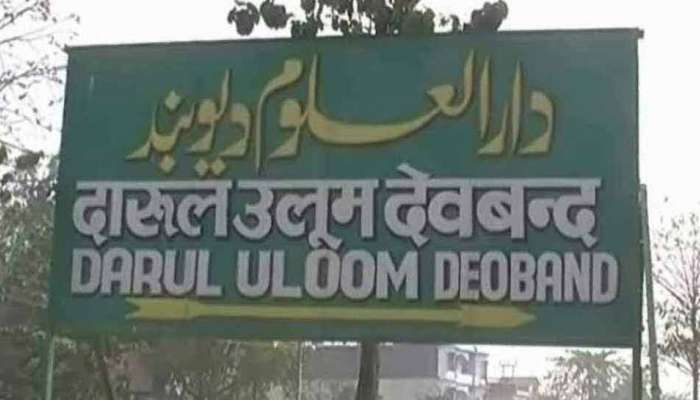 دارالعلوم دیوبند
दारूल उलूम देवबन्द
DARUL ULOOM DEOBAND